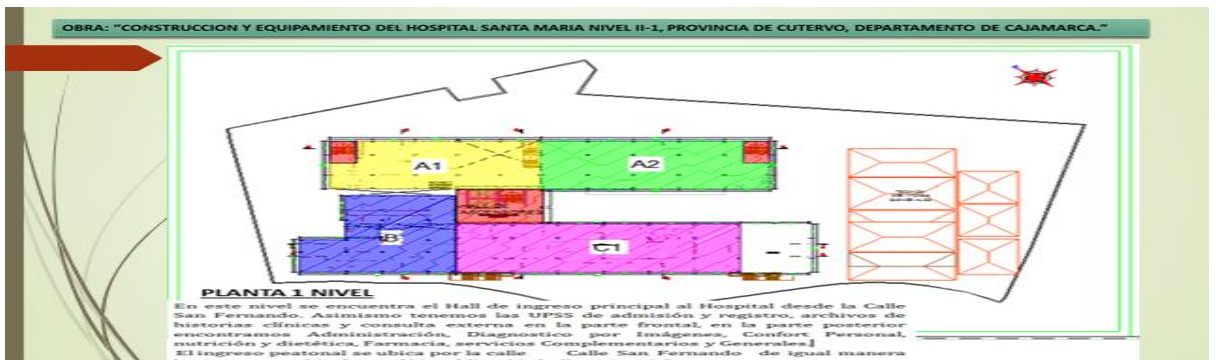 OBRA: "CONSTRUCCION Y EQUIPAMIENTO DEL HOSPITAL SANTA MARIA NIVEL II-1, PROVINCIA DE CUTERVO, DEPARTAMENTO DE CAJAMARCA."
A1
A2
B
C1
PLANTA 1 NIVEL
En este nivel se encuentra el Hall de ingreso principal al Hospital desde la Calle
San Fernando. Asimismo tenemos las UPSS de admisión y registro, archivos de
historias clínicas y consulta externa en la parte frontal, en la parte posterior
encontramos Administración, Diagnostico por Imágenes, Confort Personal,
nutrición y dietética, Farmacia, servicios Complementarios y Generales.
El ingreso peatonal se ubica por la calle Calle San Fernando de igual manera